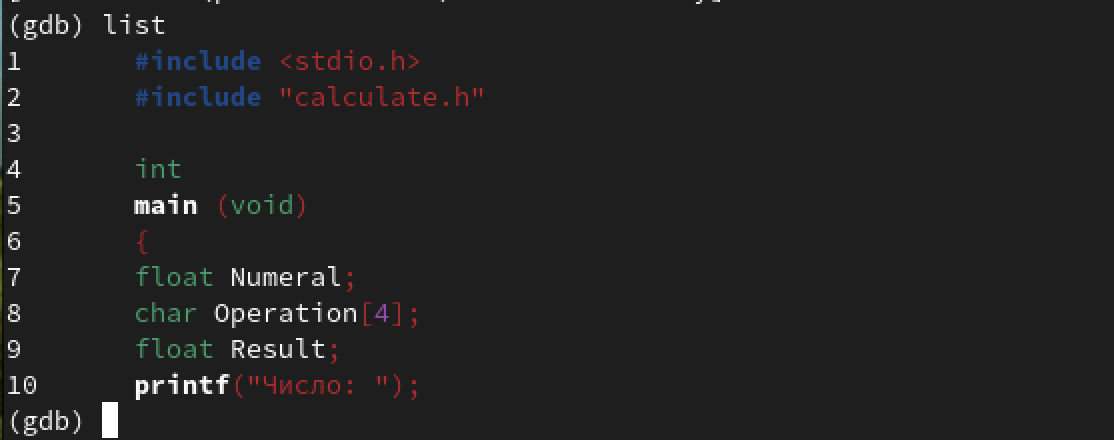 (gdb) list
1 #include <stdio.h>
2 #include "calculate.h"
3
4 int
5 main (void)
6 {
7 float Numeral;
8 char Operation[4];
9 float Result;
10 printf("Число: ");
(gdb)